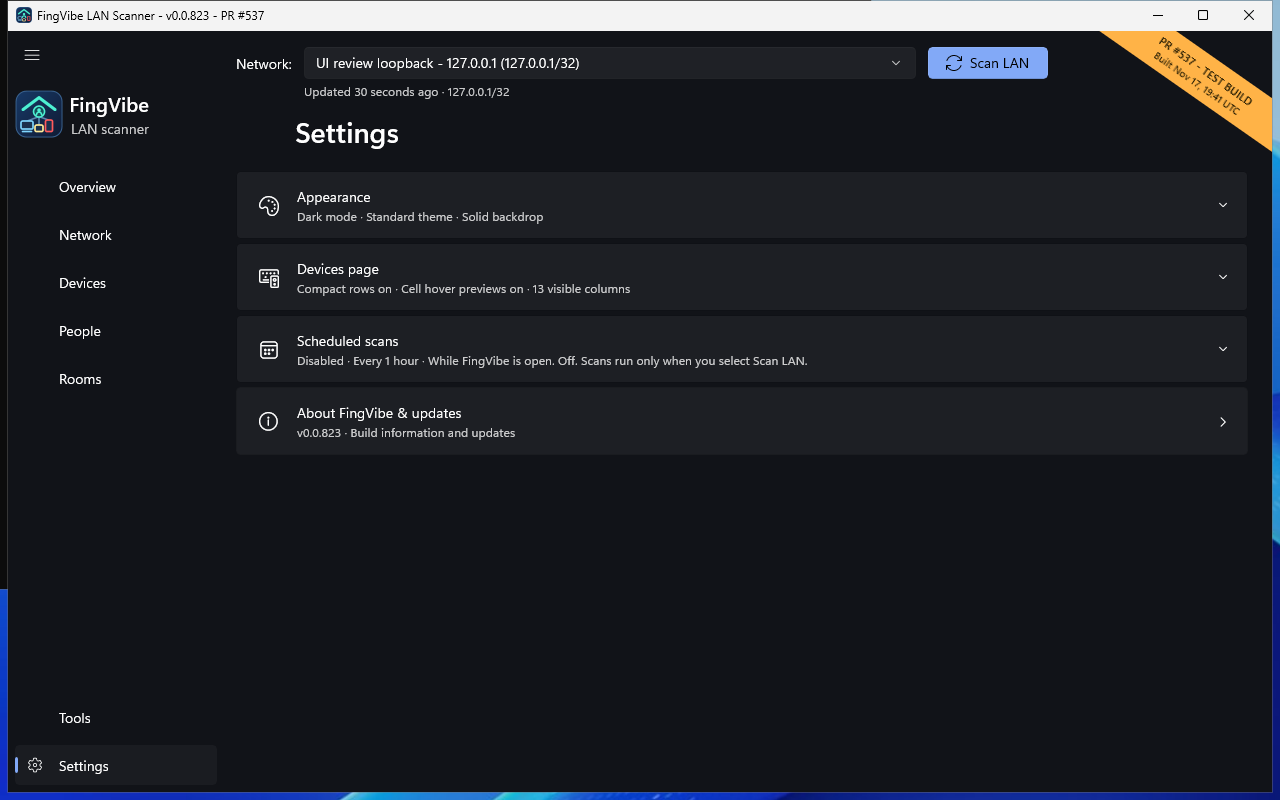 FingVibe LAN Scanner - v0.0.823 - PR #537
Network:
UI review loopback - 127.0.0.1 (127.0.0.1/32)
Scan LAN
Updated 30 seconds ago · 127.0.0.1/32
PR #537 - TEST BUILD
Built Nov 17, 19:41 UTC
FingVibe
LAN scanner
Overview
Network
Devices
People
Rooms
Tools
Settings
Settings
Appearance
Dark mode · Standard theme · Solid backdrop
Devices page
Compact rows on · Cell hover previews on · 13 visible columns
Scheduled scans
Disabled · Every 1 hour · While FingVibe is open. Off. Scans run only when you select Scan LAN.
About FingVibe & updates
v0.0.823 · Build information and updates